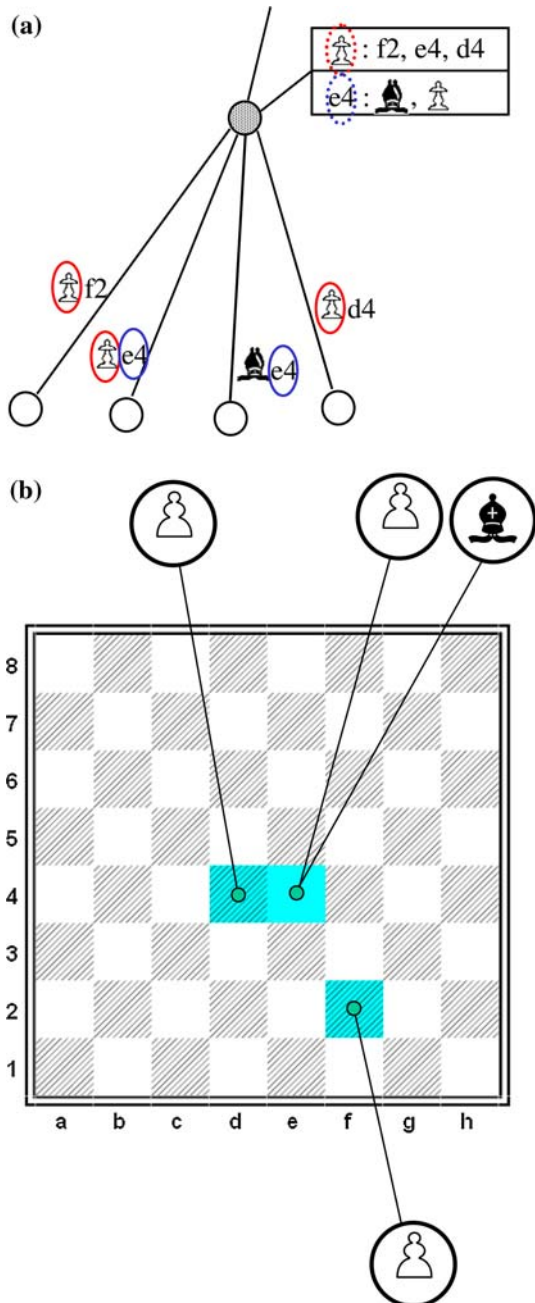 (a)
♙ : f2, e4, d4
e4 : ♝, ♙
♙ f2
♙ d4
♙ e4
♝ e4
(b)
8
7
6
5
4
3
2
1
a b c d e f g h